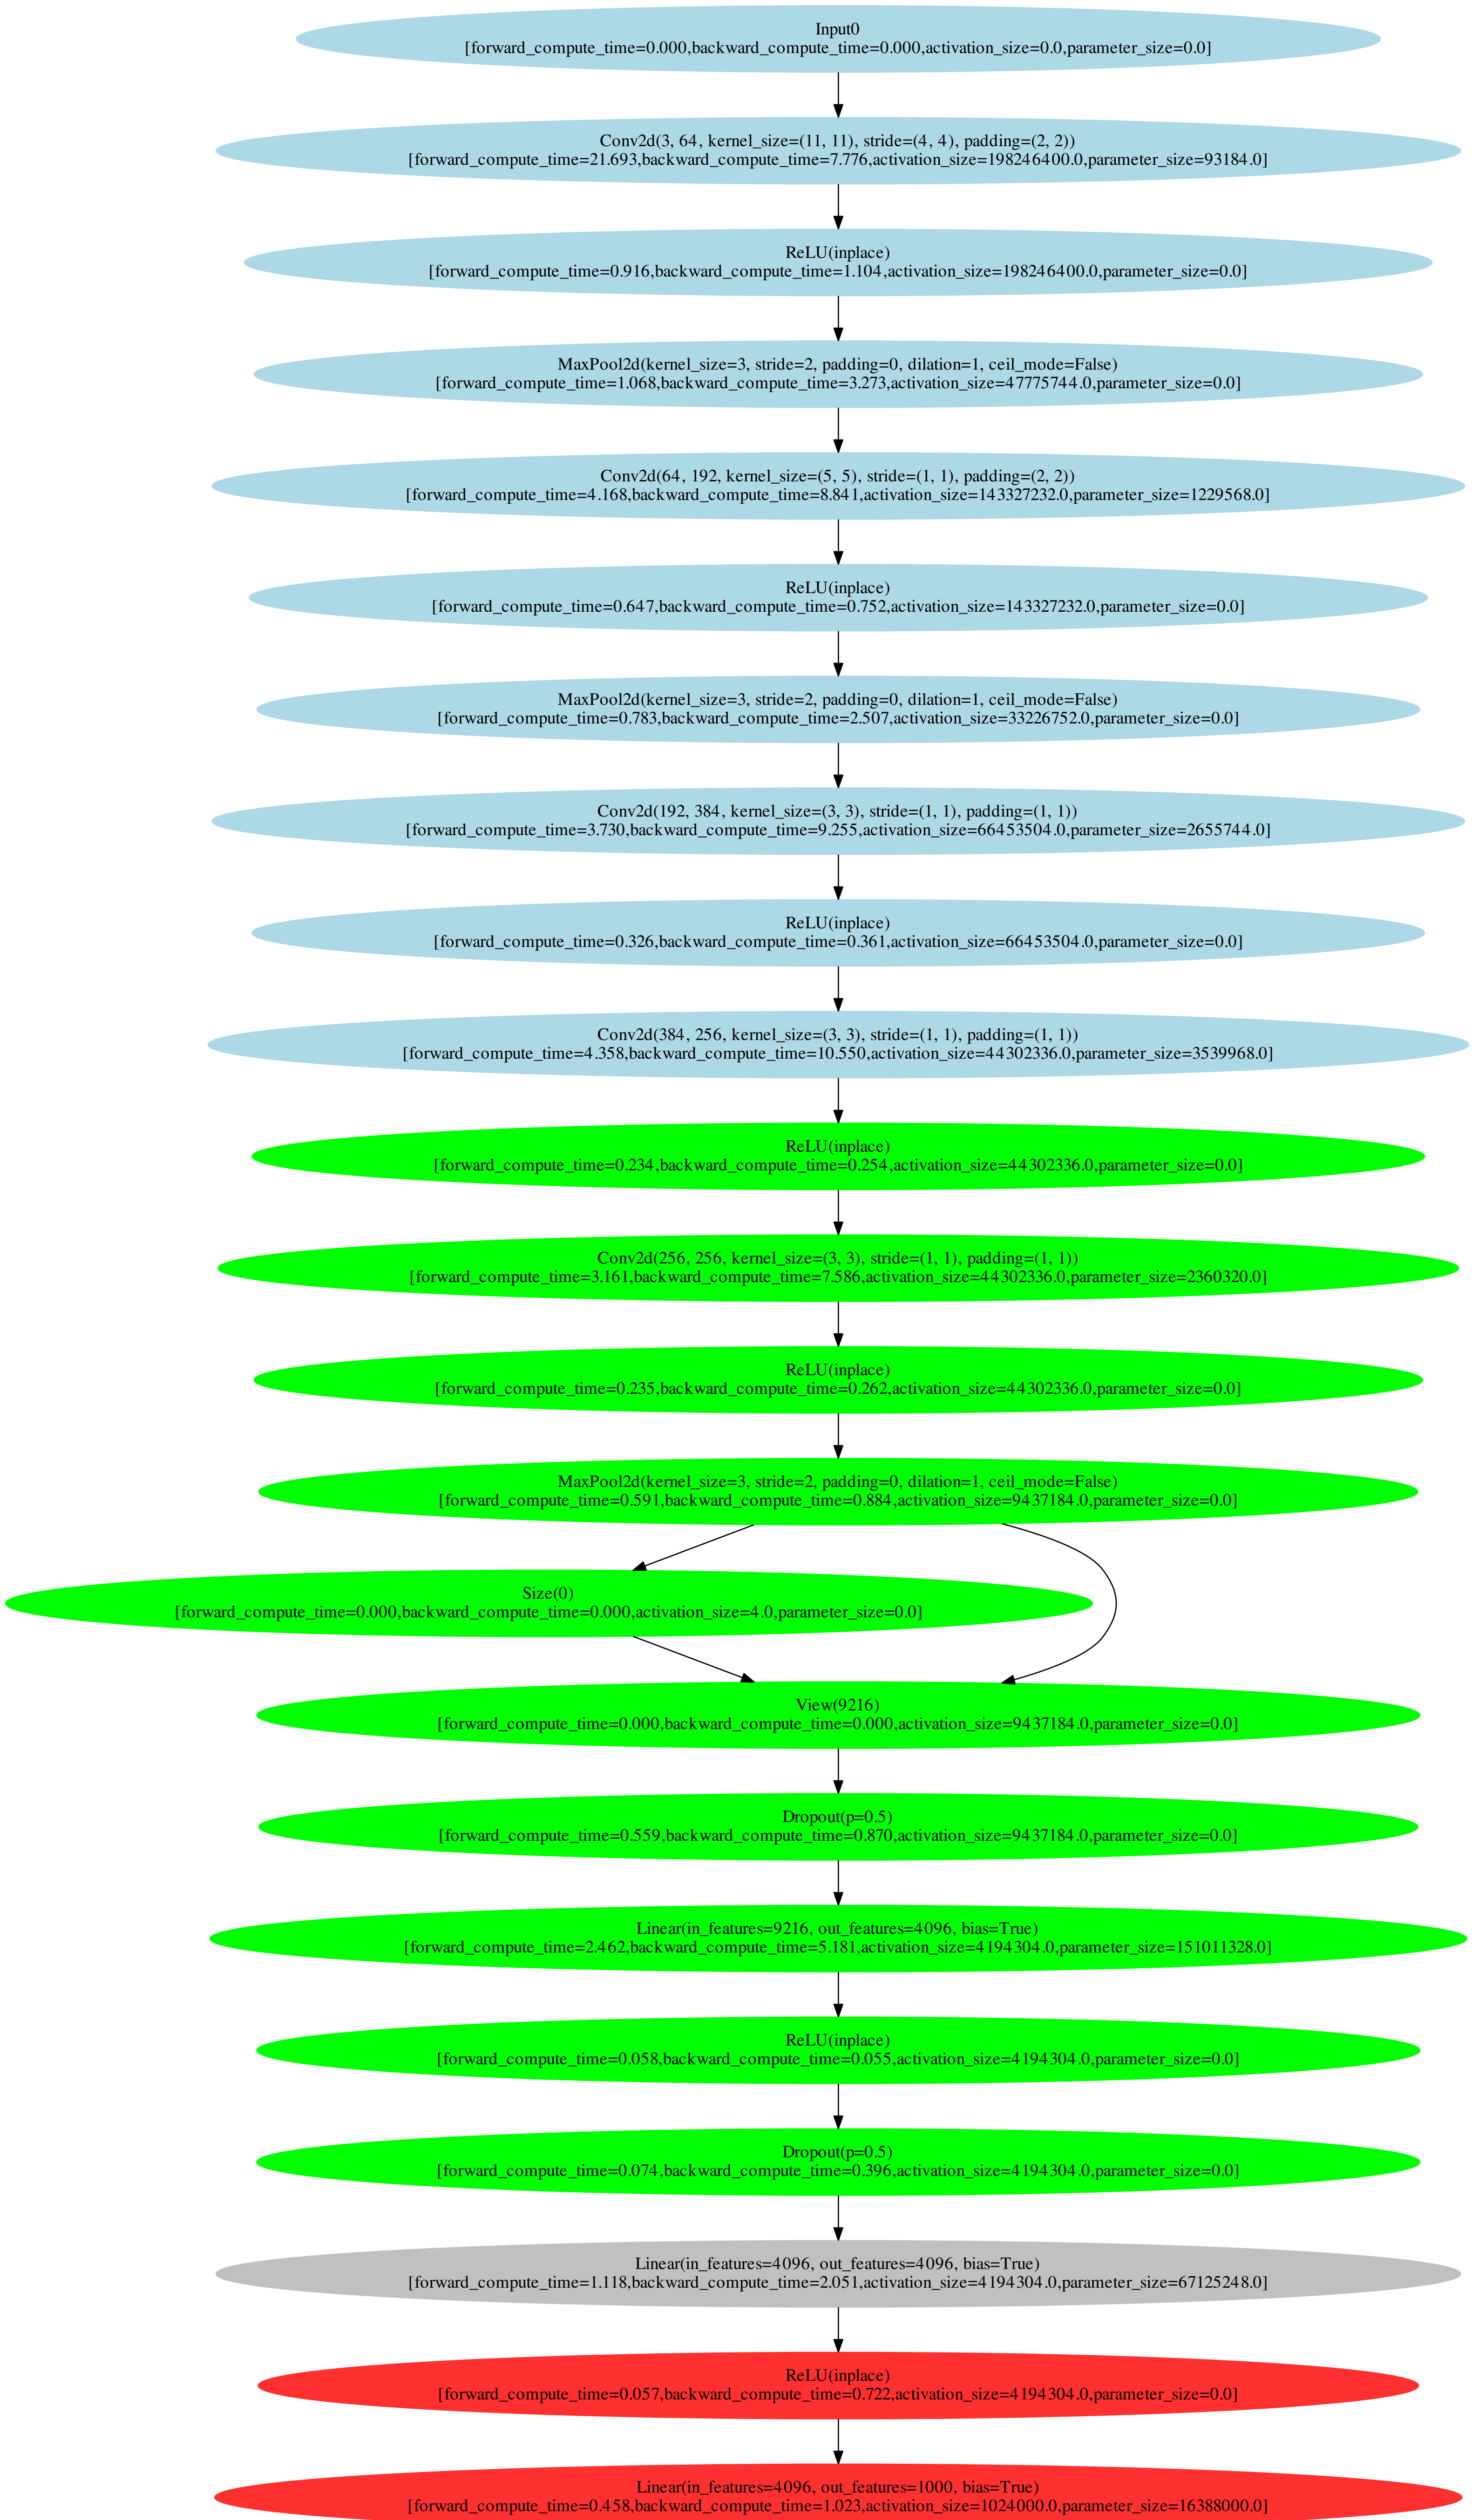 Input0
[forward_compute_time=0.000,backward_compute_time=0.000,activation_size=0.0,parameter_size=0.0]
Conv2d(3, 64, kernel_size=(11, 11), stride=(4, 4), padding=(2, 2))
[forward_compute_time=21.693,backward_compute_time=7.776,activation_size=198246400.0,parameter_size=93184.0]
ReLU(inplace)
[forward_compute_time=0.916,backward_compute_time=1.104,activation_size=198246400.0,parameter_size=0.0]
MaxPool2d(kernel_size=3, stride=2, padding=0, dilation=1, ceil_mode=False)
[forward_compute_time=1.068,backward_compute_time=3.273,activation_size=47775744.0,parameter_size=0.0]
Conv2d(64, 192, kernel_size=(5, 5), stride=(1, 1), padding=(2, 2))
[forward_compute_time=4.168,backward_compute_time=8.841,activation_size=143327232.0,parameter_size=1229568.0]
ReLU(inplace)
[forward_compute_time=0.647,backward_compute_time=0.752,activation_size=143327232.0,parameter_size=0.0]
MaxPool2d(kernel_size=3, stride=2, padding=0, dilation=1, ceil_mode=False)
[forward_compute_time=0.783,backward_compute_time=2.507,activation_size=33226752.0,parameter_size=0.0]
Conv2d(192, 384, kernel_size=(3, 3), stride=(1, 1), padding=(1, 1))
[forward_compute_time=3.730,backward_compute_time=9.255,activation_size=66453504.0,parameter_size=2655744.0]
ReLU(inplace)
[forward_compute_time=0.326,backward_compute_time=0.361,activation_size=66453504.0,parameter_size=0.0]
Conv2d(384, 256, kernel_size=(3, 3), stride=(1, 1), padding=(1, 1))
[forward_compute_time=4.358,backward_compute_time=10.550,activation_size=44302336.0,parameter_size=3539968.0]
ReLU(inplace)
[forward_compute_time=0.234,backward_compute_time=0.254,activation_size=44302336.0,parameter_size=0.0]
Conv2d(256, 256, kernel_size=(3, 3), stride=(1, 1), padding=(1, 1))
[forward_compute_time=3.161,backward_compute_time=7.586,activation_size=44302336.0,parameter_size=2360320.0]
ReLU(inplace)
[forward_compute_time=0.235,backward_compute_time=0.262,activation_size=44302336.0,parameter_size=0.0]
MaxPool2d(kernel_size=3, stride=2, padding=0, dilation=1, ceil_mode=False)
[forward_compute_time=0.591,backward_compute_time=0.884,activation_size=9437184.0,parameter_size=0.0]
Size(0)
[forward_compute_time=0.000,backward_compute_time=0.000,activation_size=4.0,parameter_size=0.0]
View(9216)
[forward_compute_time=0.000,backward_compute_time=0.000,activation_size=9437184.0,parameter_size=0.0]
Dropout(p=0.5)
[forward_compute_time=0.559,backward_compute_time=0.870,activation_size=9437184.0,parameter_size=0.0]
Linear(in_features=9216, out_features=4096, bias=True)
[forward_compute_time=2.462,backward_compute_time=5.181,activation_size=4194304.0,parameter_size=151011328.0]
ReLU(inplace)
[forward_compute_time=0.058,backward_compute_time=0.055,activation_size=4194304.0,parameter_size=0.0]
Dropout(p=0.5)
[forward_compute_time=0.074,backward_compute_time=0.396,activation_size=4194304.0,parameter_size=0.0]
Linear(in_features=4096, out_features=4096, bias=True)
[forward_compute_time=1.118,backward_compute_time=2.051,activation_size=4194304.0,parameter_size=67125248.0]
ReLU(inplace)
[forward_compute_time=0.057,backward_compute_time=0.722,activation_size=4194304.0,parameter_size=0.0]
Linear(in_features=4096, out_features=1000, bias=True)
[forward_compute_time=0.458,backward_compute_time=1.023,activation_size=1024000.0,parameter_size=16388000.0]